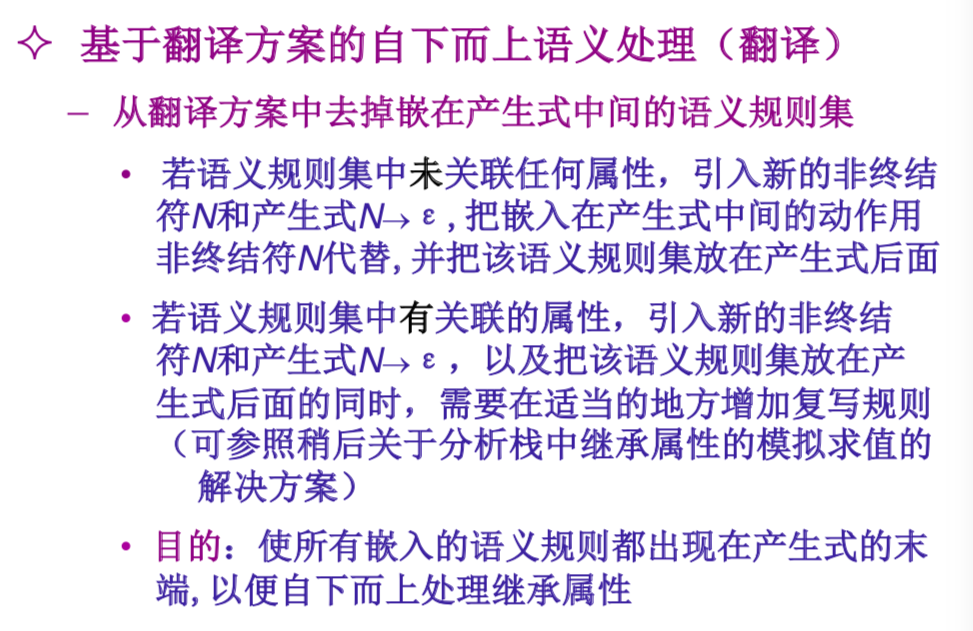 ✧ 基于翻译方案的自下而上语义处理（翻译）
– 从翻译方案中去掉嵌在产生式中间的语义规则集
• 若语义规则集中未关联任何属性，引入新的非终结
符N和产生式N→ ε , 把嵌入在产生式中间的动作用
非终结符N代替, 并把该语义规则集放在产生式后面
• 若语义规则集中有关联的属性，引入新的非终结
符N和产生式N→ ε ，以及把该语义规则集放在产
生式后面的同时，需要在适当的地方增加复写规则
（可参照稍后关于分析栈中继承属性的模拟求值的
解决方案）
• 目的：使所有嵌入的语义规则都出现在产生式的末
端, 以便自下而上处理继承属性